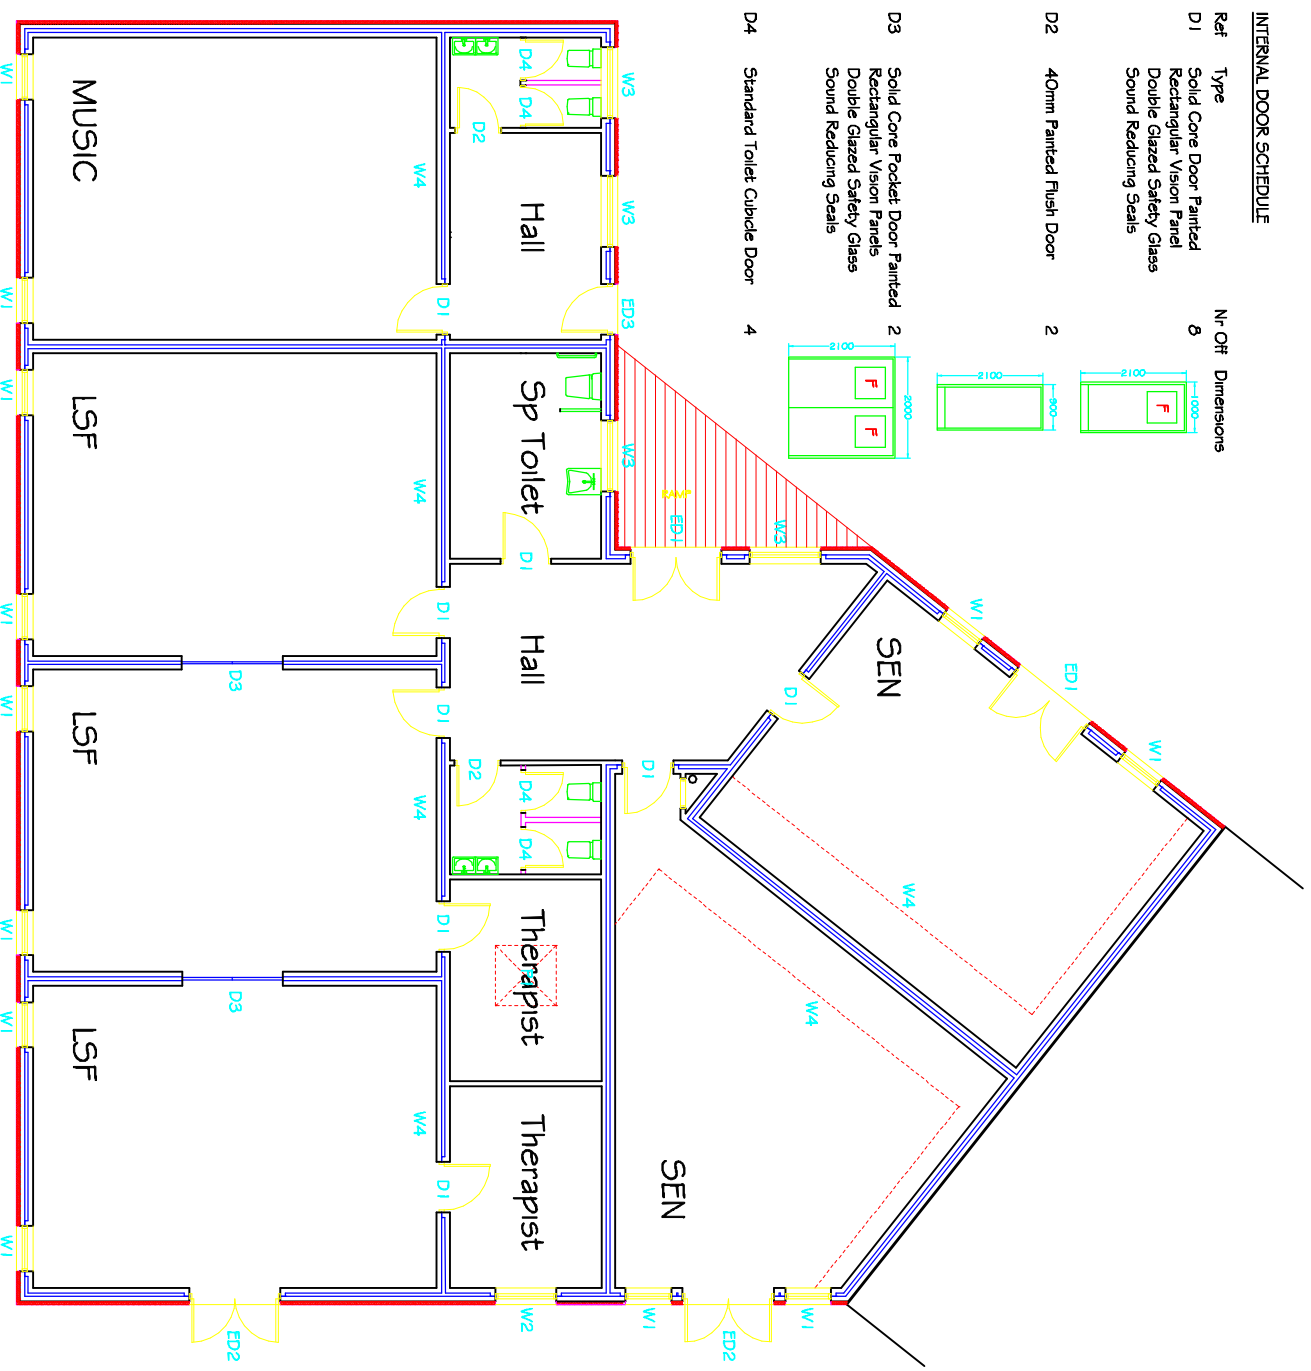 INTERNAL DOOR SCHEDULE
Ref Type Nr Off Dimensions
D1 Solid Core Door Painted 8
Rectangular Vision Panel
Double Glazed Safety Glass
Sound Reducing Seals
1000
F
2100
D2 40mm Painted Flush Door 2
900
2100
D3 Solid Core Pocket Door Painted 2
Rectangular Vision Panels
Double Glazed Safety Glass
Sound Reducing Seals
2000
F F
2100
D4 Standard Toilet Cubicle Door 4
W1
ED1
W1
W4
SEN
W4
W1
D1
W3
ED2
RAMP
ED1
SEN
D1
W1
W3
W3
ED3
W3
Hall
Sp Toilet
Hall
Therapist
Therapist
W2
D4
D4
D1
D4
D4
D2
D2
D1
D1
D1
D1
D1
W4
W4
W4
W4
D3
D3
ED2
MUSIC
LSF
LSF
LSF
W1
W1
W1
W1
W1
W1
W1
W1